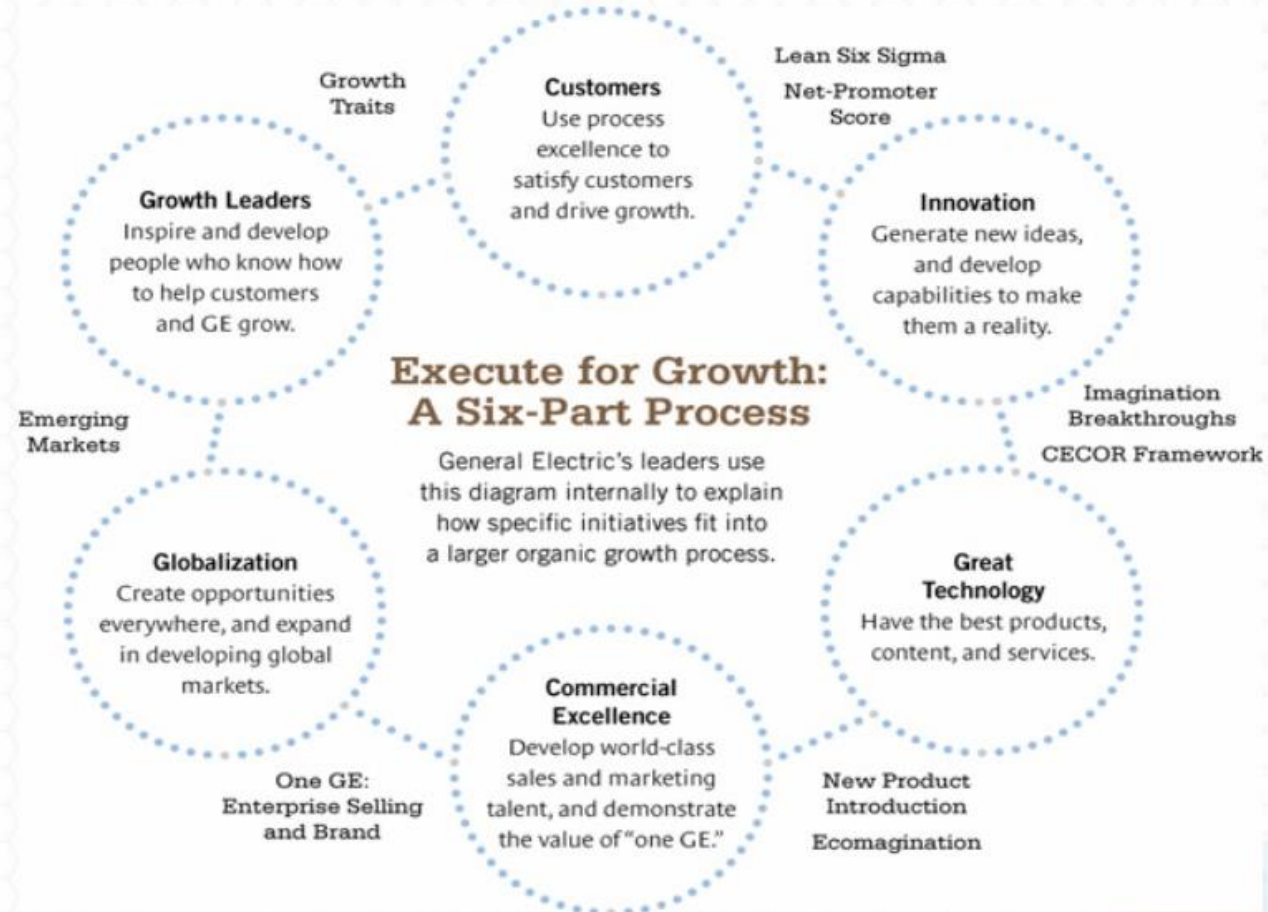 Growth
Traits
Customers
Use process
excellence to
satisfy customers
and drive growth.
Lean Six Sigma
Net-Promoter
Score
Growth Leaders
Inspire and develop
people who know how
to help customers
and GE grow.
Innovation
Generate new ideas,
and develop
capabilities to make
them a reality.
Execute for Growth:
A Six-Part Process
General Electric's leaders use
this diagram internally to explain
how specific initiatives fit into
a larger organic growth process.
Emerging
Markets
Imagination
Breakthroughs
CECOR Framework
Globalization
Create opportunities
everywhere, and expand
in developing global
markets.
Great
Technology
Have the best products,
content, and services.
Commercial
Excellence
Develop world-class
sales and marketing
talent, and demonstrate
the value of "one GE."
One GE:
Enterprise Selling
and Brand
New Product
Introduction
Ecomagination